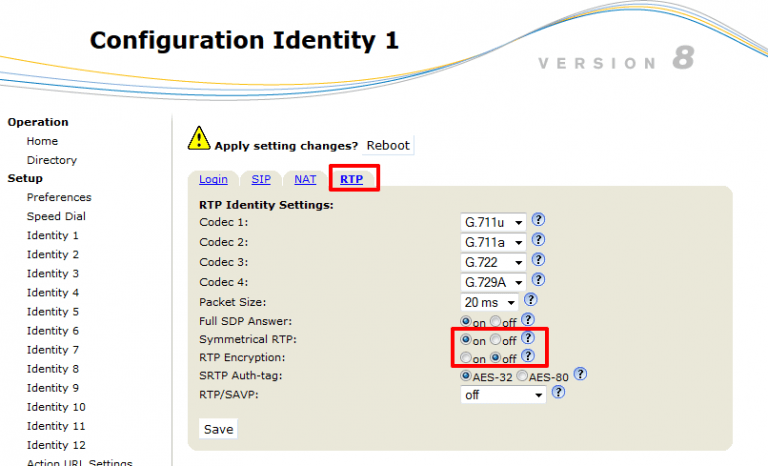 Configuration Identity 1
VERSION 8
Operation
Home
Directory
Setup
Preferences
Speed Dial
Identity 1
Identity 2
Identity 3
Identity 4
Identity 5
Identity 6
Identity 7
Identity 8
Identity 9
Identity 10
Identity 11
Identity 12
Action URL Settings
Apply setting changes? Reboot
Login SIP NAT RTP
RTP Identity Settings:
Codec 1: G.711u ?
Codec 2: G.711a ?
Codec 3: G.722 ?
Codec 4: G.729A ?
Packet Size: 20 ms ?
Full SDP Answer: on off ?
Symmetrical RTP: on off ?
RTP Encryption: on off ?
SRTP Auth-tag: AES-32 AES-80 ?
RTP/SAVP: off ?
Save